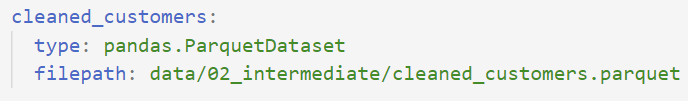 cleaned_customers:
  type: pandas.ParquetDataset
  filepath: data/02_intermediate/cleaned_customers.parquet